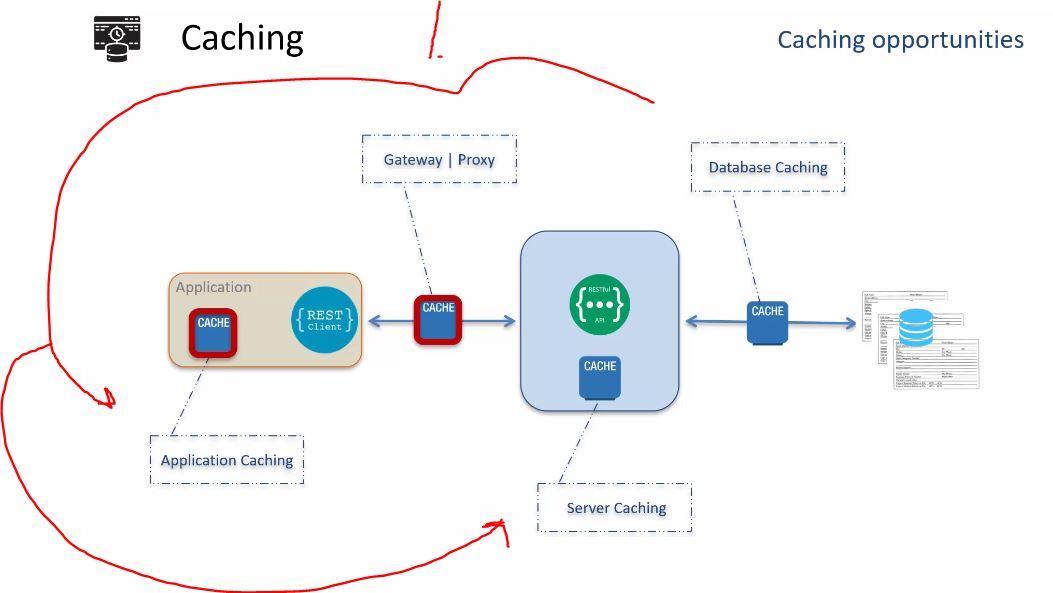 Caching
Caching opportunities
Gateway | Proxy
Database Caching
Application
CACHE
{REST}
Client
CACHE
RESTful
{•••}
API
CACHE
CACHE
Application Caching
Server Caching